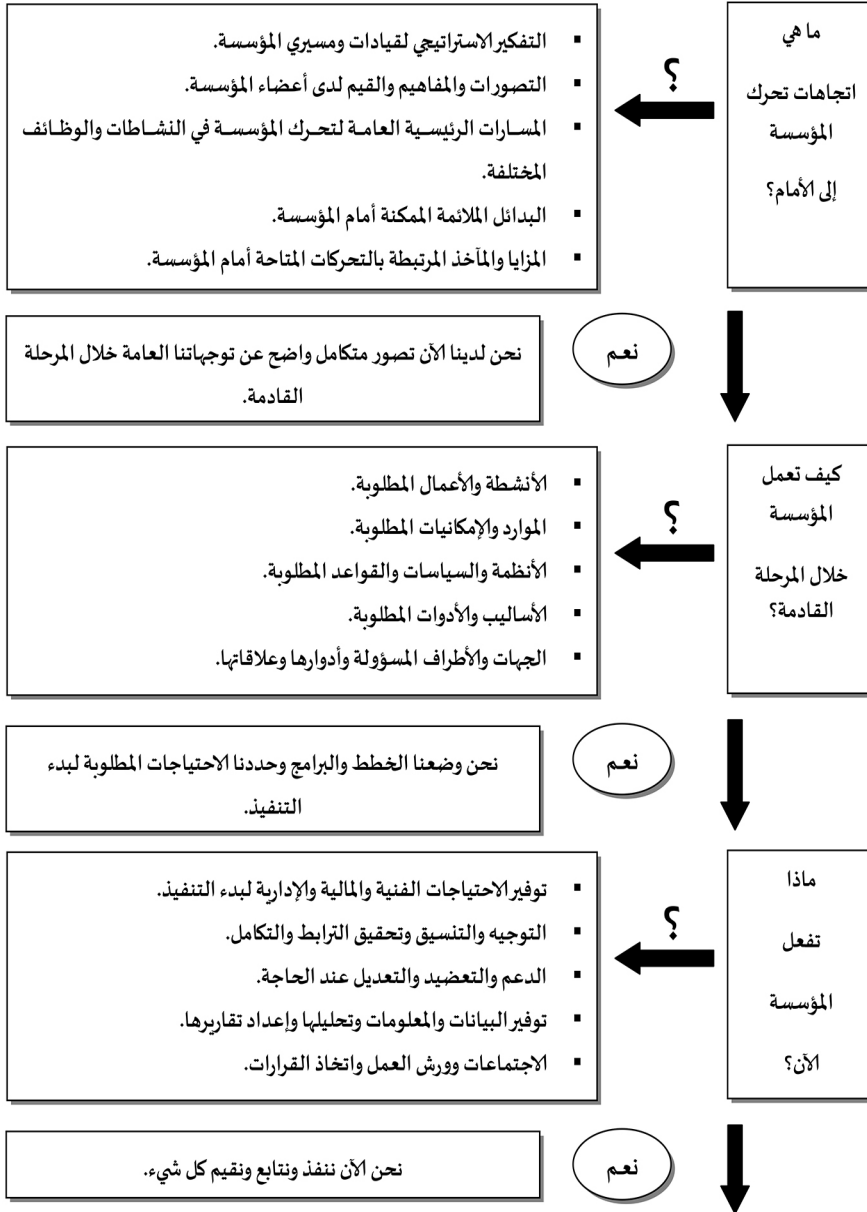 ما هي
اتجاهات تحرك
المؤسسة
إلى الأمام؟
؟
▪ التفكير الاستراتيجي لقيادات ومسيري المؤسسة.
▪ التصورات والمفاهيم والقيم لدى أعضاء المؤسسة.
▪ المسارات الرئيسية العامة لتحرك المؤسسة في النشاطات والوظائف
المختلفة.
▪ البدائل الملائمة الممكنة أمام المؤسسة.
▪ المزايا والمآخذ المرتبطة بالتحركات المتاحة أمام المؤسسة.
نعم
نحن لدينا الآن تصور متكامل واضح عن توجهاتنا العامة خلال المرحلة
القادمة.
كيف تعمل
المؤسسة
خلال المرحلة
القادمة؟
؟
▪ الأنشطة والأعمال المطلوبة.
▪ الموارد والإمكانيات المطلوبة.
▪ الأنظمة والسياسات والقواعد المطلوبة.
▪ الأساليب والأدوات المطلوبة.
▪ الجهات والأطراف المسؤولة وأدوارها وعلاقاتها.
نعم
نحن وضعنا الخطط والبرامج وحددنا الاحتياجات المطلوبة لبدء
التنفيذ.
ماذا
تفعل
المؤسسة
الآن؟
؟
▪ توفير الاحتياجات الفنية والمالية والإدارية لبدء التنفيذ.
▪ التوجيه والتنسيق وتحقيق الترابط والتكامل.
▪ الدعم والتعضيد والتعديل عند الحاجة.
▪ توفير البيانات والمعلومات وتحليلها وإعداد تقاريرها.
▪ الاجتماعات وورش العمل واتخاذ القرارات.
نعم
نحن الآن ننفذ ونتابع ونقيم كل شيء.